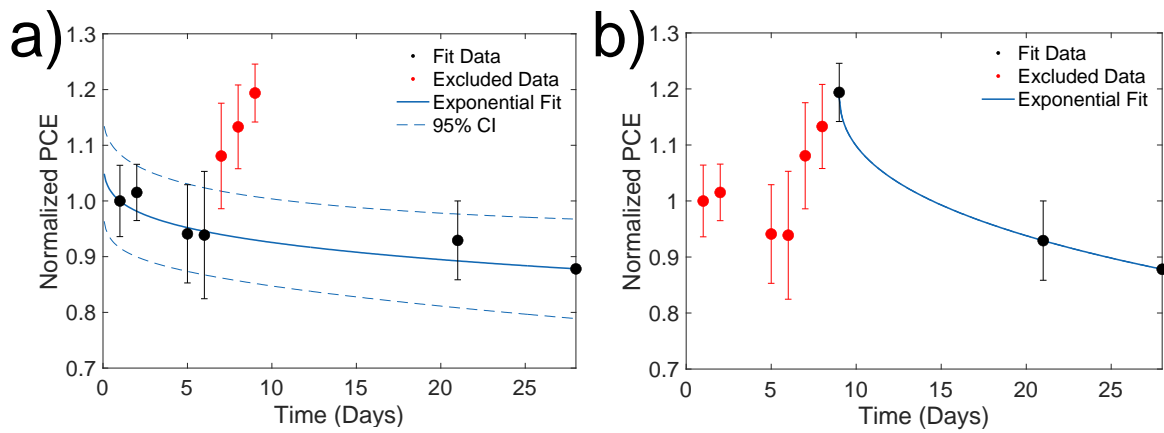 a)
Normalized PCE
1.3
1.2
1.1
1.0
0.9
0.8
0.7
0 5 10 15 20 25
Time (Days)
Fit Data
Excluded Data
Exponential Fit
95% CI
b)
Normalized PCE
1.3
1.2
1.1
1.0
0.9
0.8
0.7
0 5 10 15 20 25
Time (Days)
Fit Data
Excluded Data
Exponential Fit